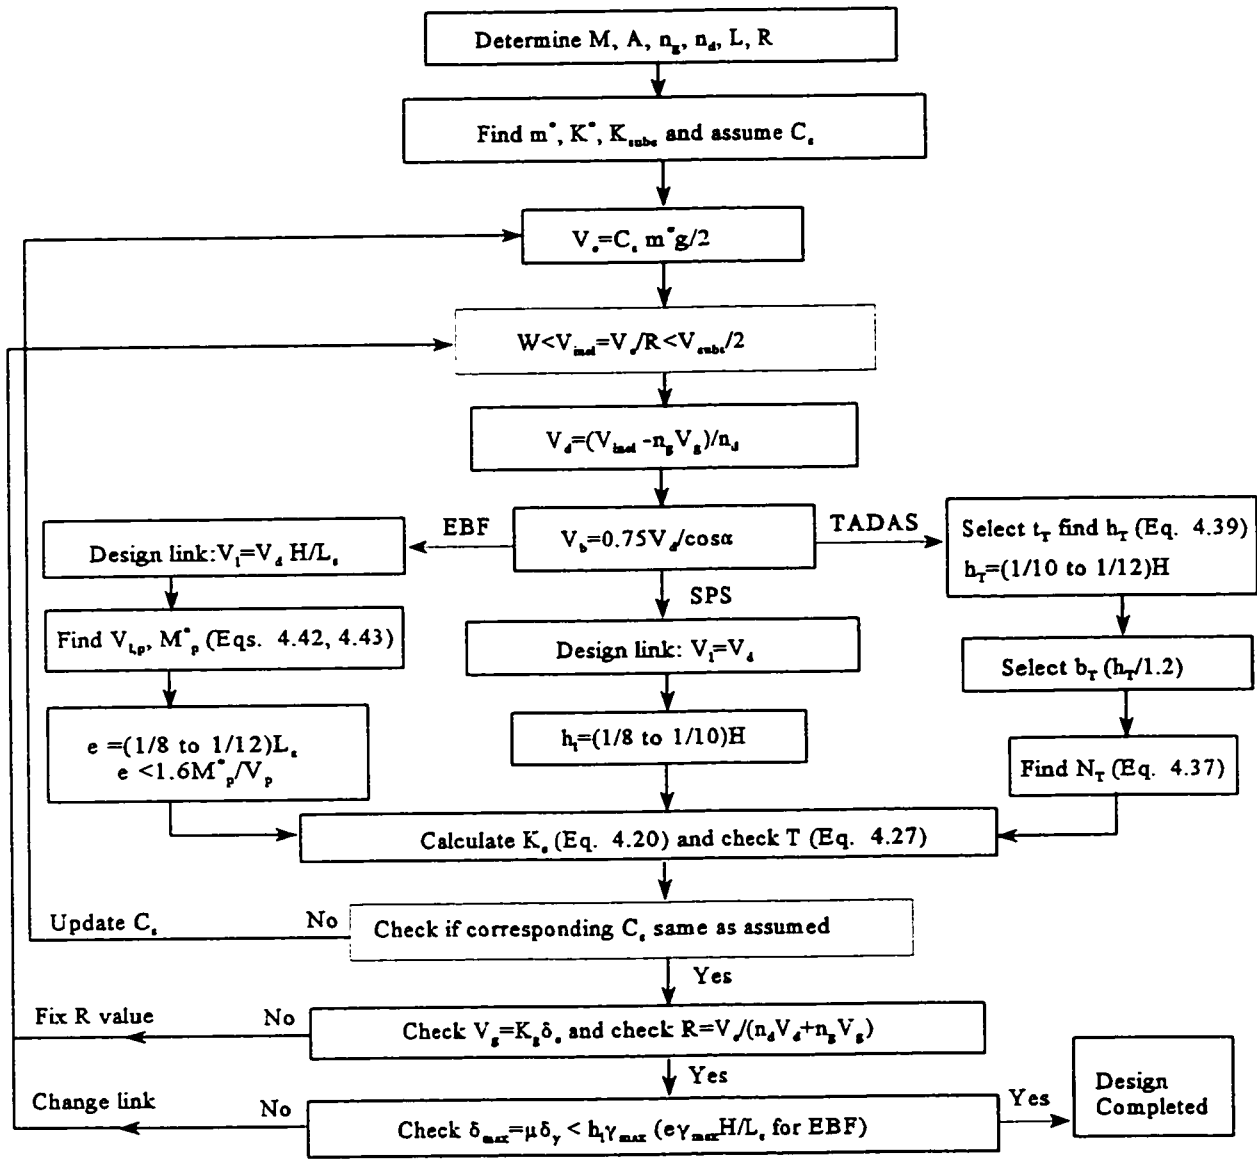 Determine M, A, n_g, n_d, L, R
Find m*, K*, K_subs and assume C_s
V_e=C_s m*g/2
W<V_inel=V_e/R<V_subs/2
V_d=(V_inel -n_g V_g)/n_d
V_b=0.75V_d/cosα
EBF
TADAS
SPS
Design link:V_l=V_d H/L_s
Find V_l,p, M*_p (Eqs. 4.42, 4.43)
e =(1/8 to 1/12)L_s
e <1.6M*_p/V_p
Design link: V_l=V_d
h_l=(1/8 to 1/10)H
Select t_T find h_T (Eq. 4.39)
h_T=(1/10 to 1/12)H
Select b_T (h_T/1.2)
Find N_T (Eq. 4.37)
Calculate K_e (Eq. 4.20) and check T (Eq. 4.27)
Update C_s
No
Check if corresponding C_s same as assumed
Yes
Fix R value
No
Check V_g=K_g δ_e and check R=V_e/(n_d V_d+n_g V_g)
Yes
Change link
No
Check δ_max=μδ_y < h_l γ_max (eγ_max H/L_s for EBF)
Yes
Design
Completed